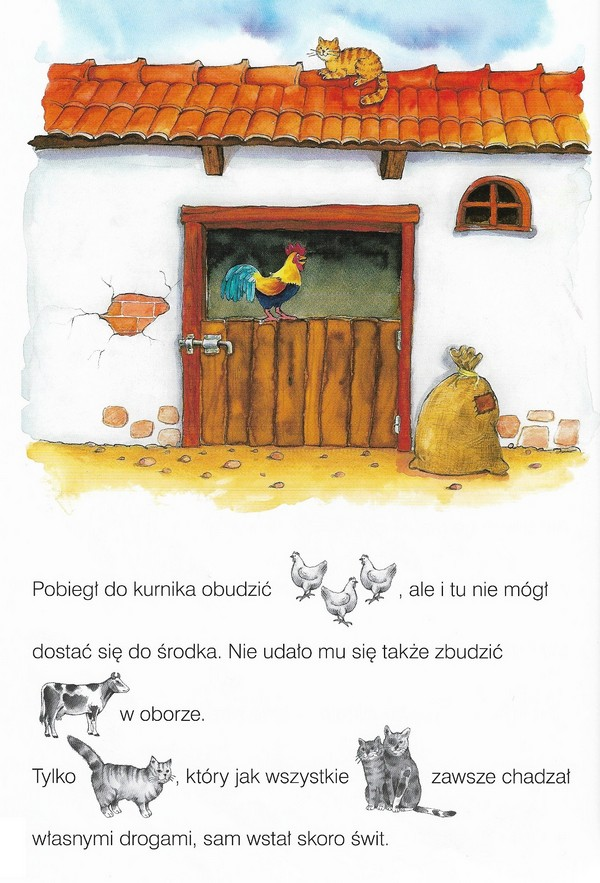 Pobiegł do kurnika obudzić , ale i tu nie mógł
dostać się do środka. Nie udało mu się także zbudzić
w oborze.
Tylko , który jak wszystkie zawsze chadzał
własnymi drogami, sam wstał skoro świt.